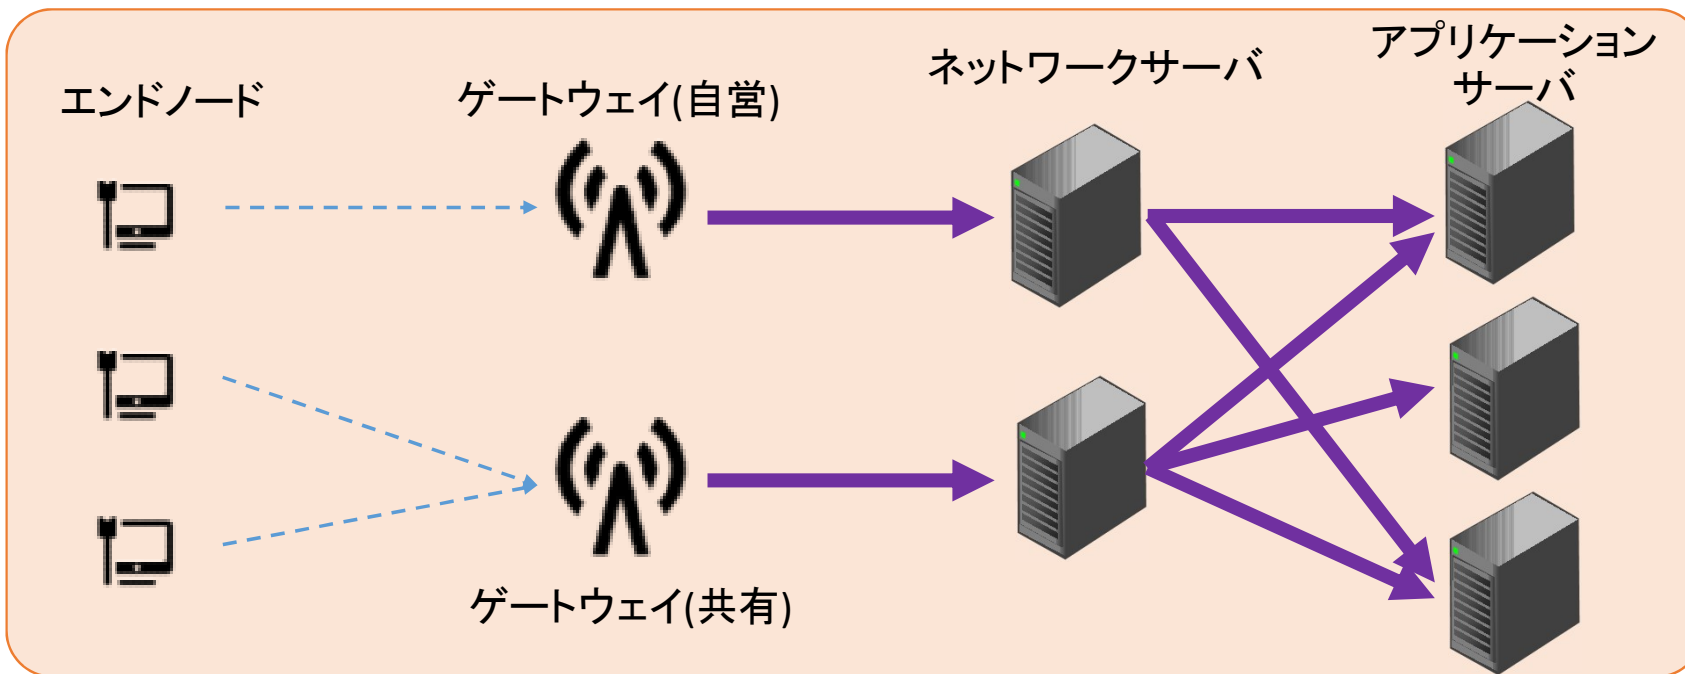 エンドノード
ゲートウェイ(自営)
ネットワークサーバ
アプリケーション
サーバ
ゲートウェイ(共有)